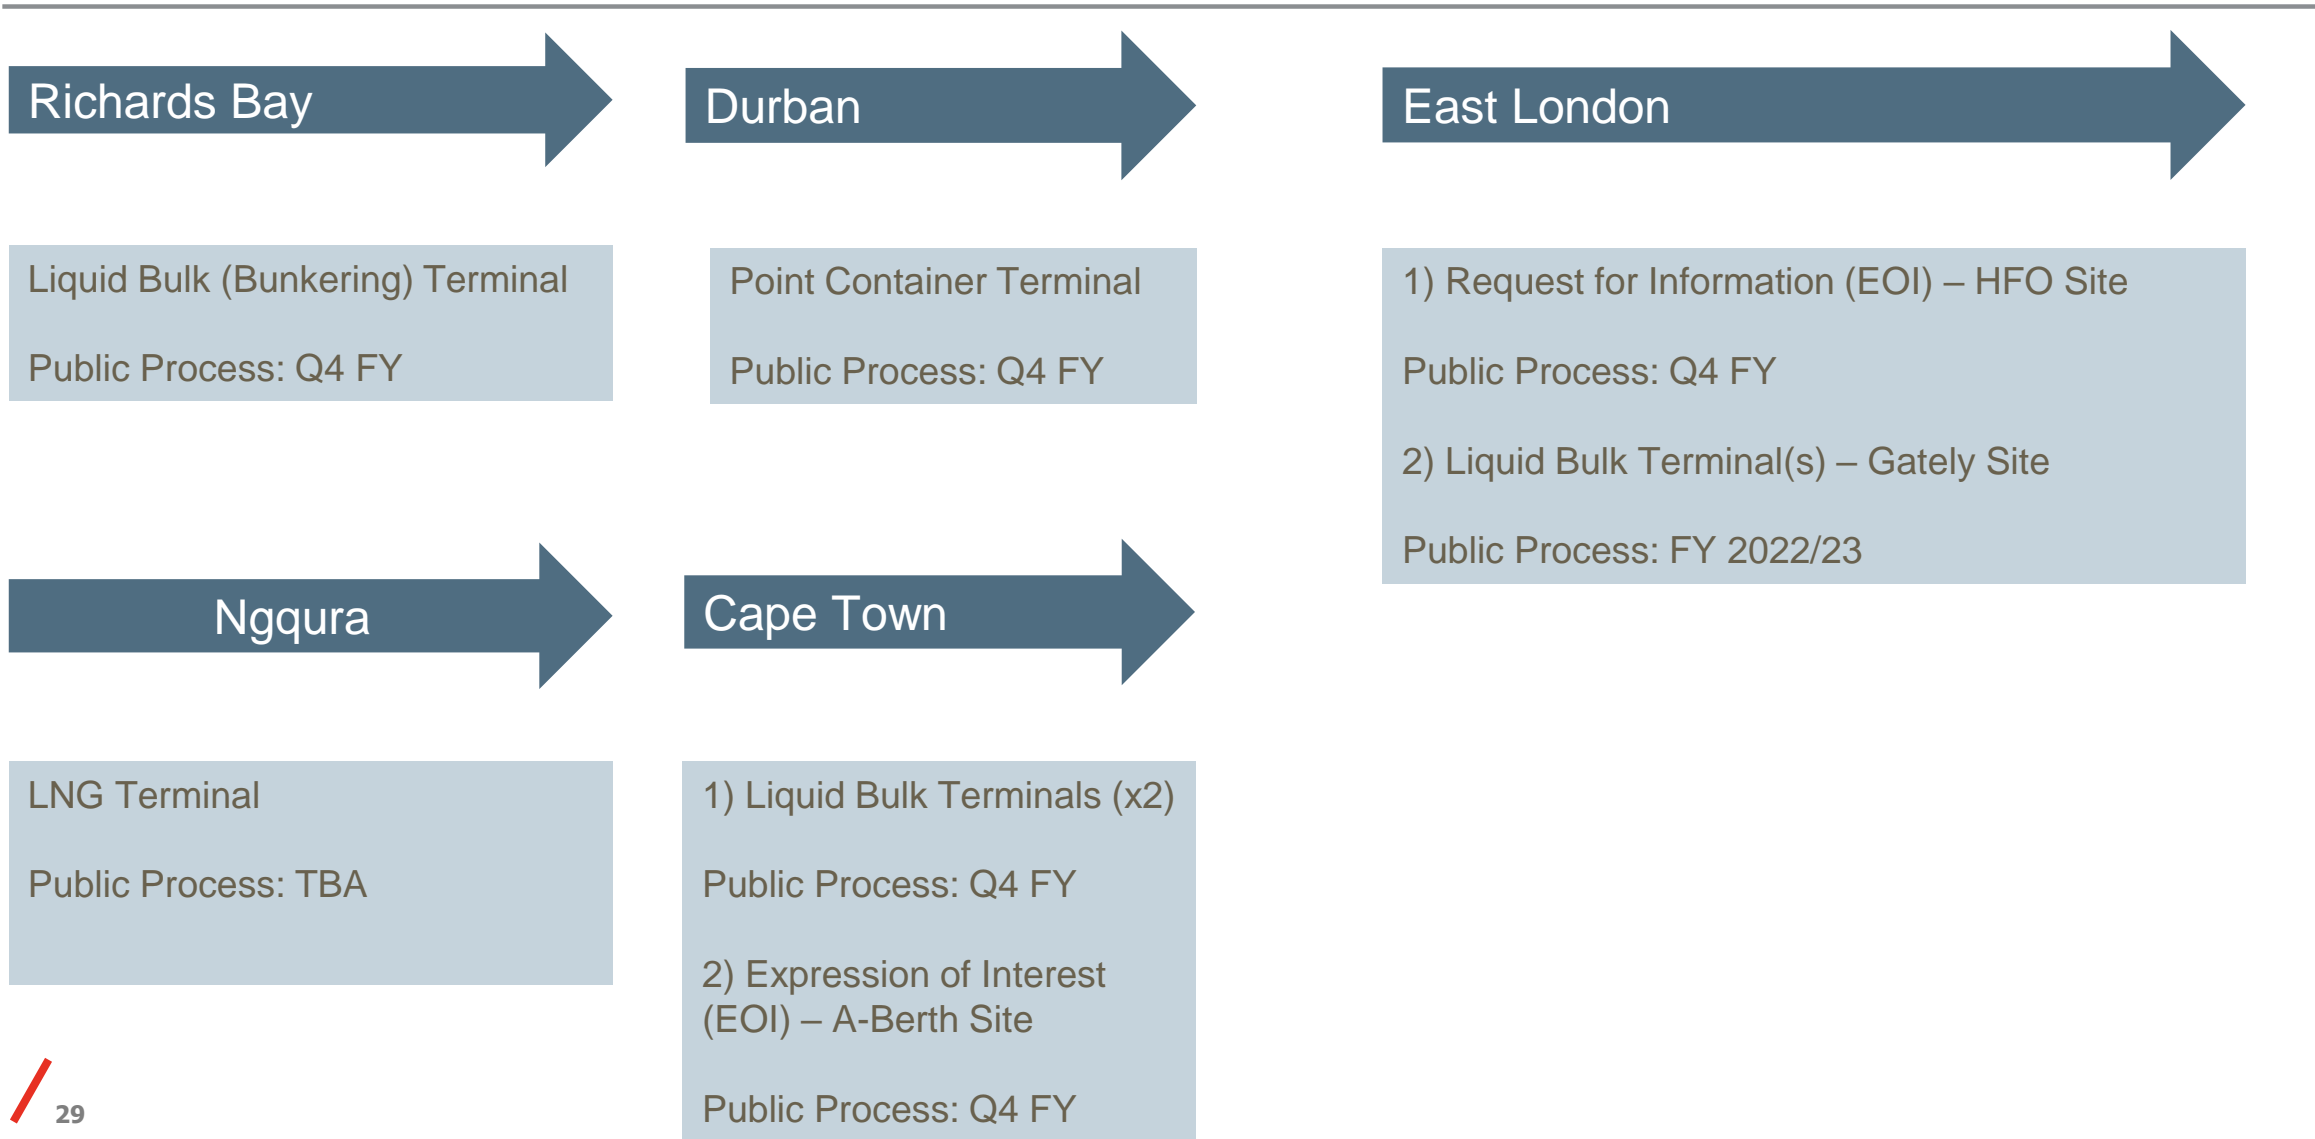 Richards Bay
Liquid Bulk (Bunkering) Terminal
Public Process: Q4 FY
Durban
Point Container Terminal
Public Process: Q4 FY
East London
1) Request for Information (EOI) – HFO Site
Public Process: Q4 FY
2) Liquid Bulk Terminal(s) – Gately Site
Public Process: FY 2022/23
Ngqura
LNG Terminal
Public Process: TBA
Cape Town
1) Liquid Bulk Terminals (x2)
Public Process: Q4 FY
2) Expression of Interest
(EOI) – A-Berth Site
Public Process: Q4 FY
29